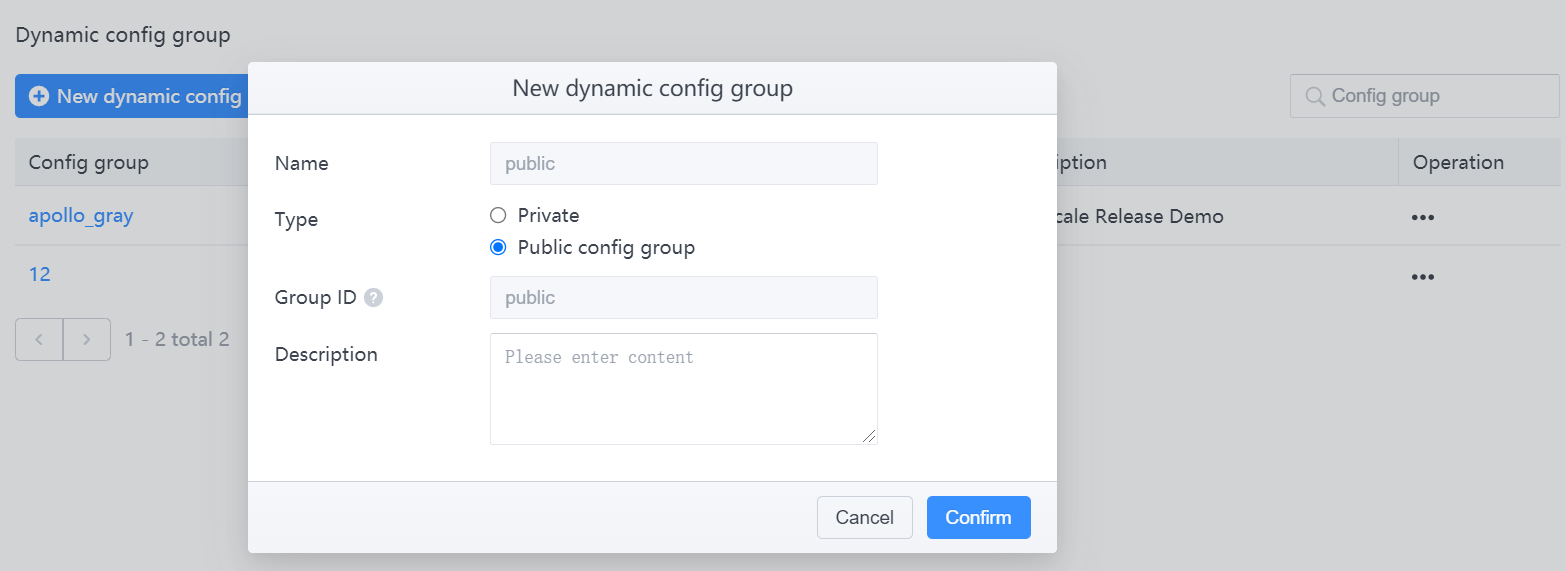 Dynamic config group
New dynamic config
Config group
New dynamic config group
Config group
iption
Operation
Name
public
apollo_gray
Type
Private
cale Release Demo
•••
Public config group
12
•••
Group ID ?
public
1 - 2 total 2
Description
Please enter content
Cancel
Confirm